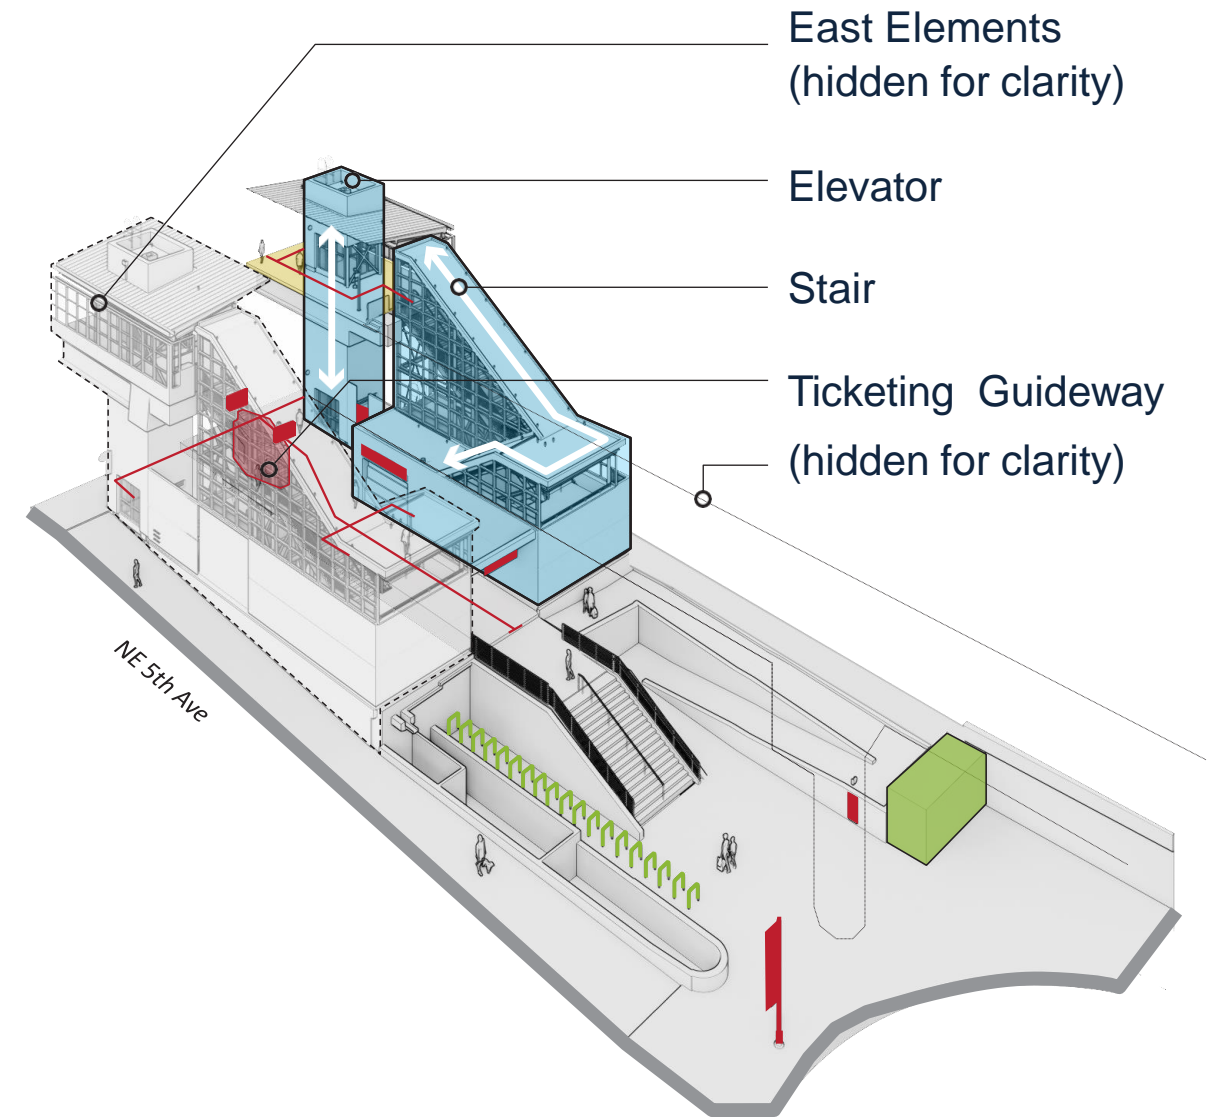 East Elements
(hidden for clarity)
Elevator
Stair
Ticketing Guideway
(hidden for clarity)
NE 5th Ave